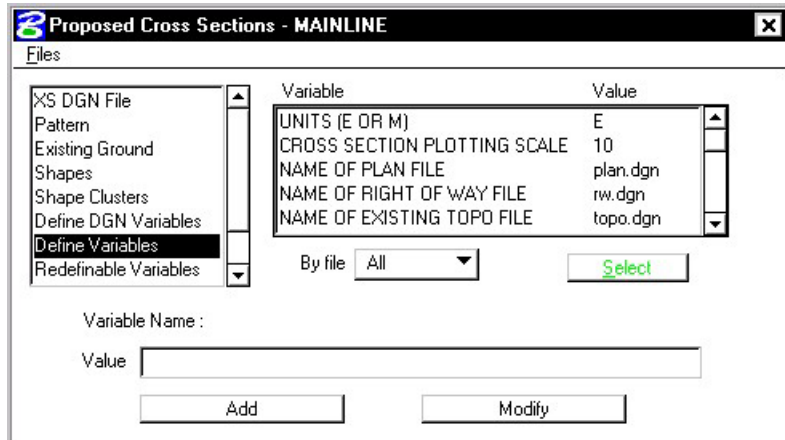 Proposed Cross Sections - MAINLINE
Files
XS DGN File
Pattern
Existing Ground
Shapes
Shape Clusters
Define DGN Variables
Define Variables
Redefinable Variables
Variable Value
UNITS (E OR M) E
CROSS SECTION PLOTTING SCALE 10
NAME OF PLAN FILE plan.dgn
NAME OF RIGHT OF WAY FILE rw.dgn
NAME OF EXISTING TOPO FILE topo.dgn
By file All Select
Variable Name :
Value
Add Modify